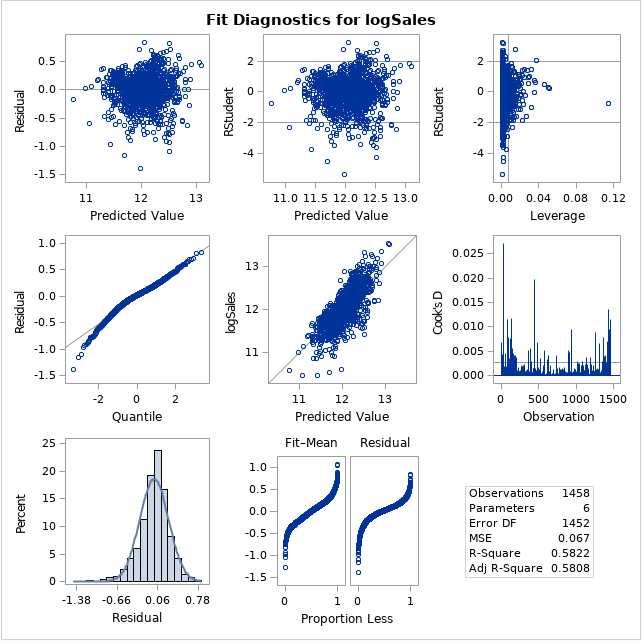 Fit Diagnostics for logSales
Residual
0.5
0.0
-0.5
-1.0
-1.5
11
12
13
Predicted Value
RStudent
2
0
-2
-4
11.0
11.5
12.0
12.5
13.0
Predicted Value
RStudent
2
0
-2
-4
0.00
0.04
0.08
0.12
Leverage
Residual
1.0
0.5
0.0
-0.5
-1.0
-1.5
-2
0
2
Quantile
logSales
13
12
11
11
12
13
Predicted Value
Cook's D
0.025
0.020
0.015
0.010
0.005
0.000
0
500
1000
1500
Observation
Percent
25
20
15
10
5
0
-1.38
-0.66
0.06
0.78
Residual
Fit–Mean
Residual
1.0
0.5
0.0
-0.5
-1.0
-1.5
0
1
0
1
Proportion Less
Observations 1458
Parameters 6
Error DF 1452
MSE 0.067
R-Square 0.5822
Adj R-Square 0.5808